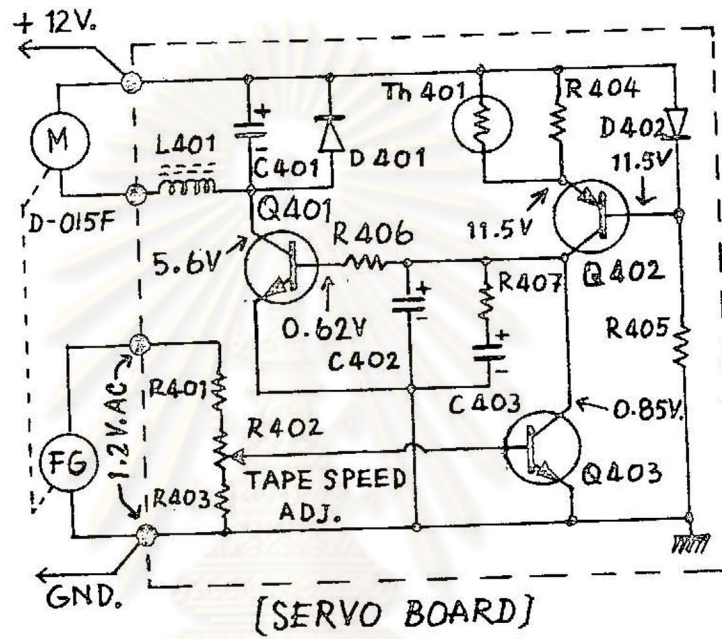 + 12V.
Th 401
R 404
D402
M
L401
C401
D 401
11.5V
D-015F
Q401
11.5V
5.6V
R406
R407
Q402
0.62V
R405
C402
C403
0.85V.
R401
1.2V.AC
R402
FG
TAPE SPEED
ADJ.
Q403
R403
GND.
[SERVO BOARD]